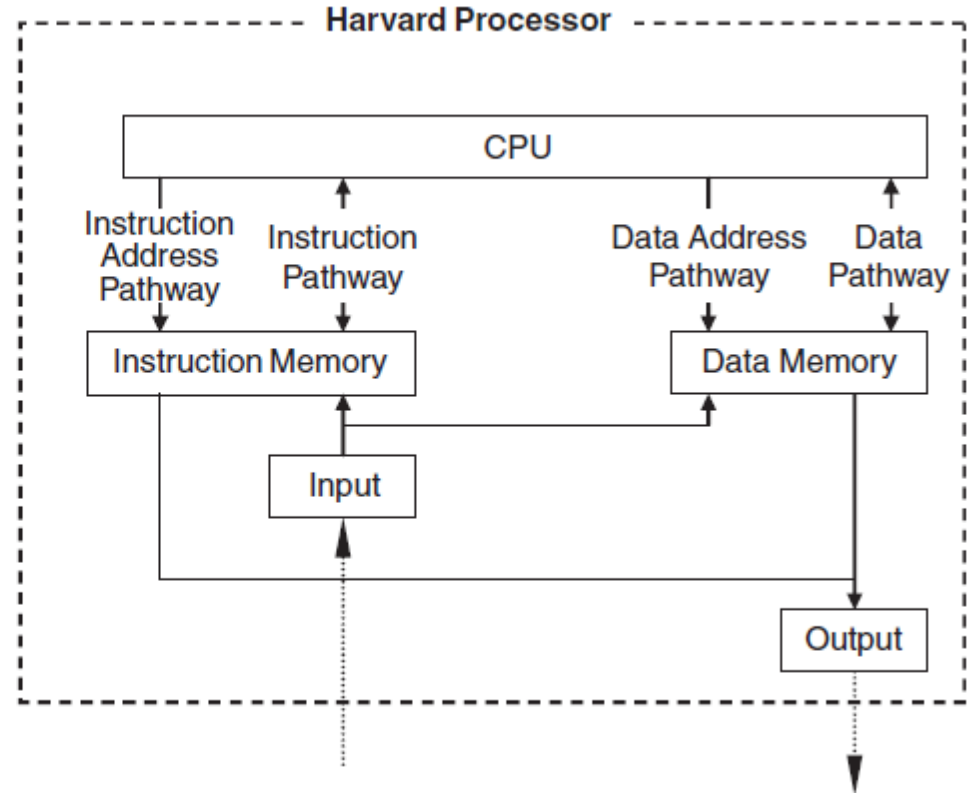 Harvard Processor
CPU
Instruction
Address
Pathway
Instruction
Pathway
Data Address
Pathway
Data
Pathway
Instruction Memory
Data Memory
Input
Output